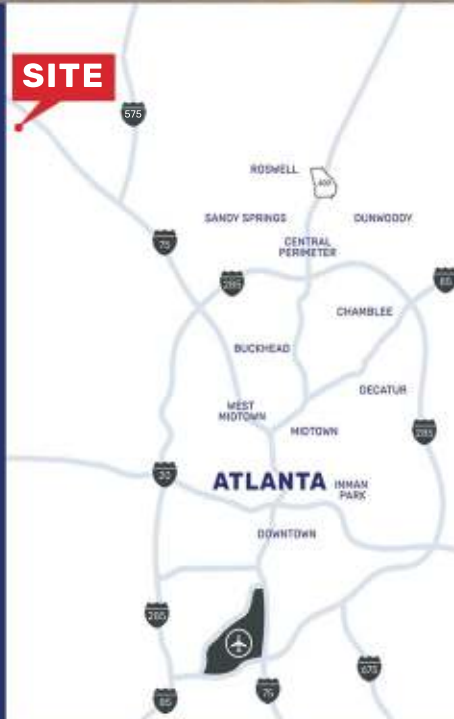 SITE
575
ROSWELL
400
SANDY SPRINGS
DUNWODDY
75
CENTRAL
PERIMETER
285
85
CHAMBLEE
BUCKHEAD
DECATUR
WEST
MIDTOWN
MIDTOWN
285
20
ATLANTA
INMAN
PARK
DOWNTOWN
285
675
75
85